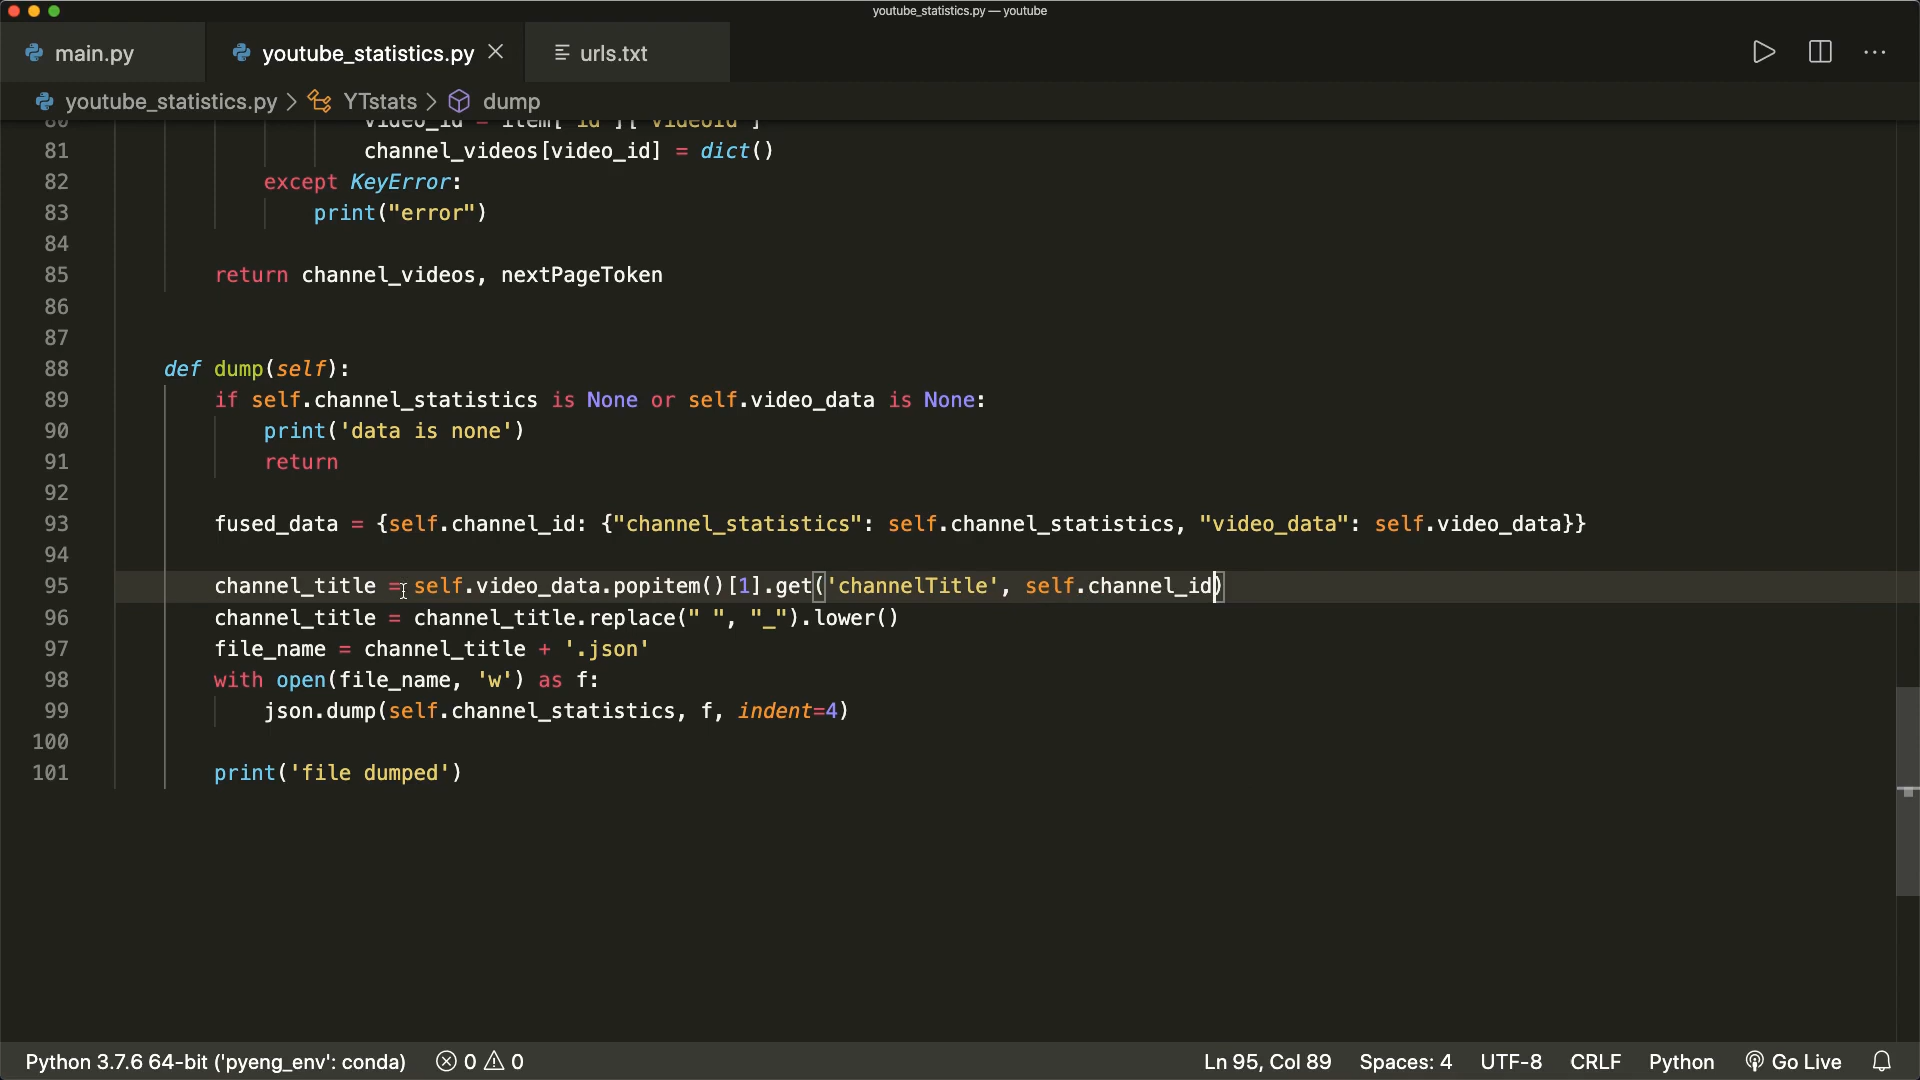 youtube_statistics.py — youtube
main.py youtube_statistics.py urls.txt
youtube_statistics.py > YTstats > dump
80 video_id = item['id']['videoId']
81 channel_videos[video_id] = dict()
82 except KeyError:
83 print("error")
84
85 return channel_videos, nextPageToken
86
87
88 def dump(self):
89 if self.channel_statistics is None or self.video_data is None:
90 print('data is none')
91 return
92
93 fused_data = {self.channel_id: {"channel_statistics": self.channel_statistics, "video_data": self.video_data}}
94
95 channel_title = self.video_data.popitem()[1].get('channelTitle', self.channel_id)
96 channel_title = channel_title.replace(" ", "_").lower()
97 file_name = channel_title + '.json'
98 with open(file_name, 'w') as f:
99 json.dump(self.channel_statistics, f, indent=4)
100
101 print('file dumped')
Python 3.7.6 64-bit ('pyeng_env': conda) 0 0 Ln 95, Col 89 Spaces: 4 UTF-8 CRLF Python Go Live